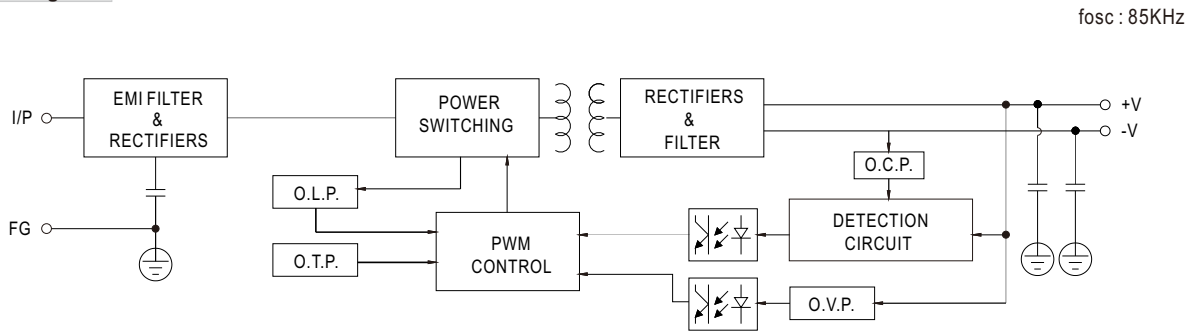 fosc : 85KHz
I/P
EMI FILTER
&
RECTIFIERS
POWER
SWITCHING
RECTIFIERS
&
FILTER
+V
-V
O.C.P.
O.L.P.
FG
PWM
CONTROL
DETECTION
CIRCUIT
O.T.P.
O.V.P.